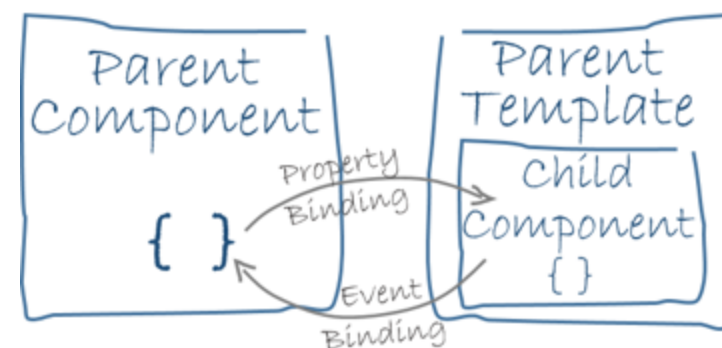 Parent
Component
{ }
Property
Binding
Event
Binding
Parent
Template
Child
Component
{ }